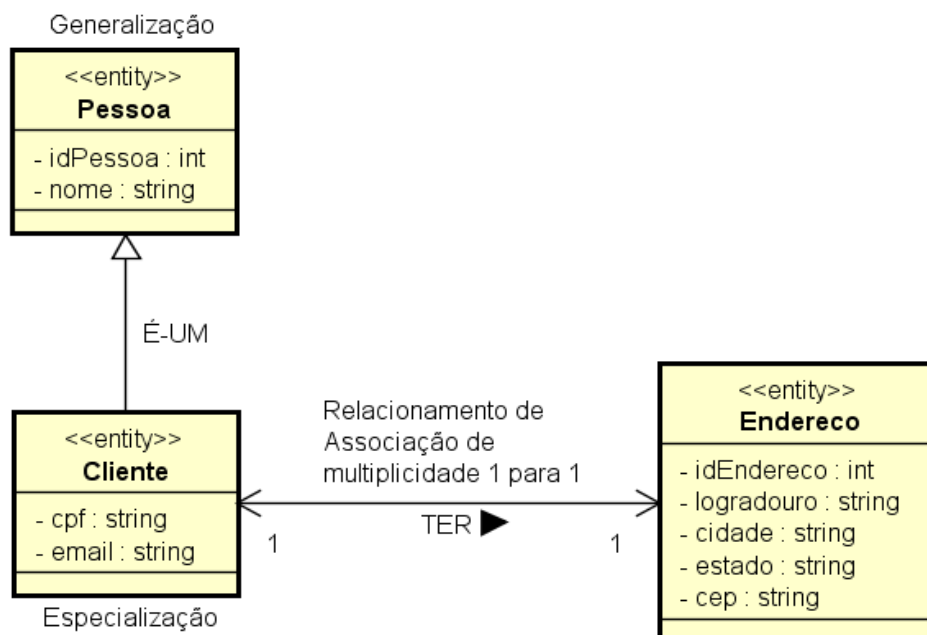 Generalização
<<entity>>
Pessoa
- idPessoa : int
- nome : string
É-UM
<<entity>>
Cliente
- cpf : string
- email : string
Especialização
Relacionamento de
Associação de
multiplicidade 1 para 1
TER ▶
1
1
<<entity>>
Endereco
- idEndereco : int
- logradouro : string
- cidade : string
- estado : string
- cep : string